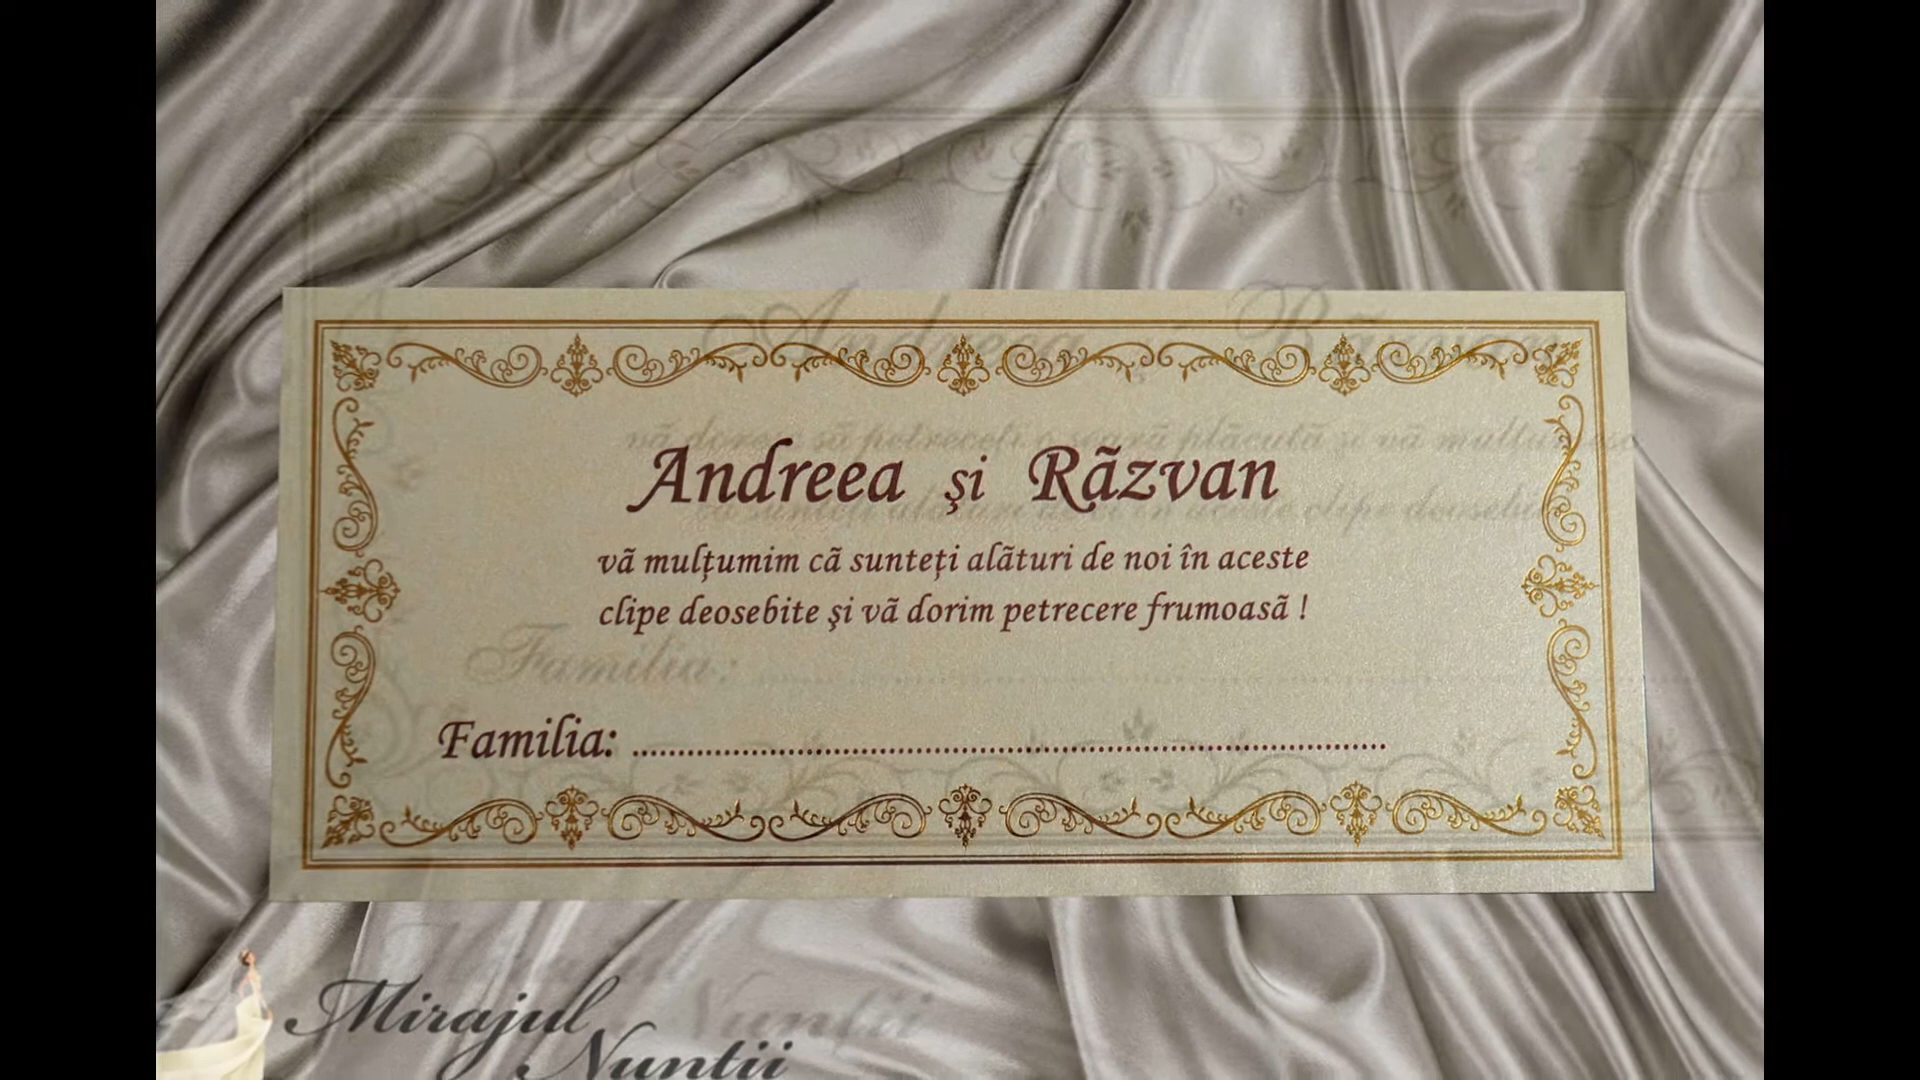 Andreea şi Rãzvan
vã mulţumim cã sunteţi alãturi de noi în aceste
clipe deosebite şi vã dorim petrecere frumoasã !
Familia: ........................................................................................
Mirajul
Nuntii